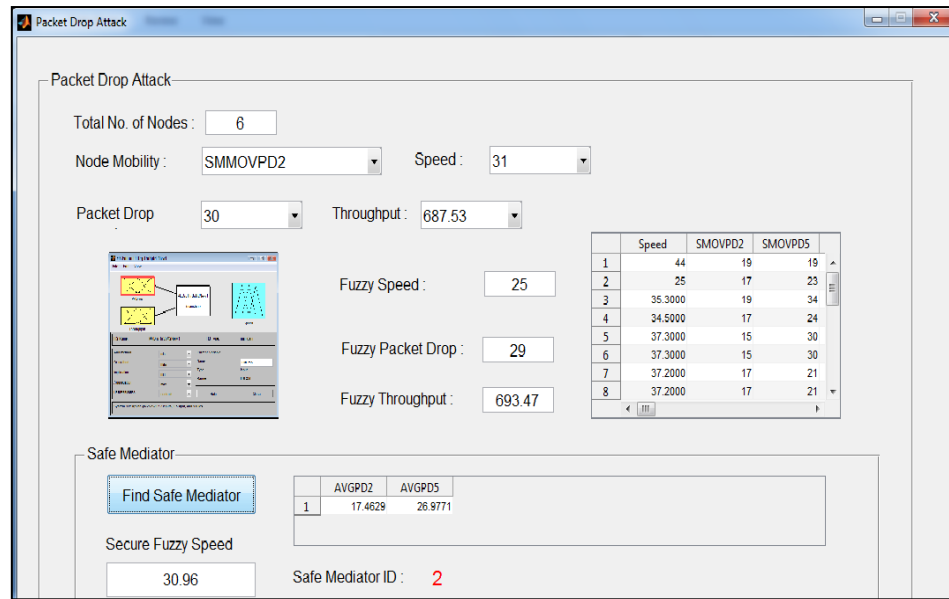 Packet Drop Attack
Packet Drop Attack
Total No. of Nodes : 6
Node Mobility : SMMOVPD2 Speed : 31
Packet Drop 30 Throughput : 687.53
Speed SMOVPD2 SMOVPD5
1 44 19 19
2 25 17 23
3 35.3000 19 34
4 34.5000 17 24
5 37.3000 15 30
6 37.3000 15 30
7 37.2000 17 21
8 37.2000 17 21
Fuzzy Speed : 25
Fuzzy Packet Drop : 29
Fuzzy Throughput : 693.47
Safe Mediator
Find Safe Mediator
AVGPD2 AVGPD5
1 17.4629 26.9771
Secure Fuzzy Speed
30.96
Safe Mediator ID : 2